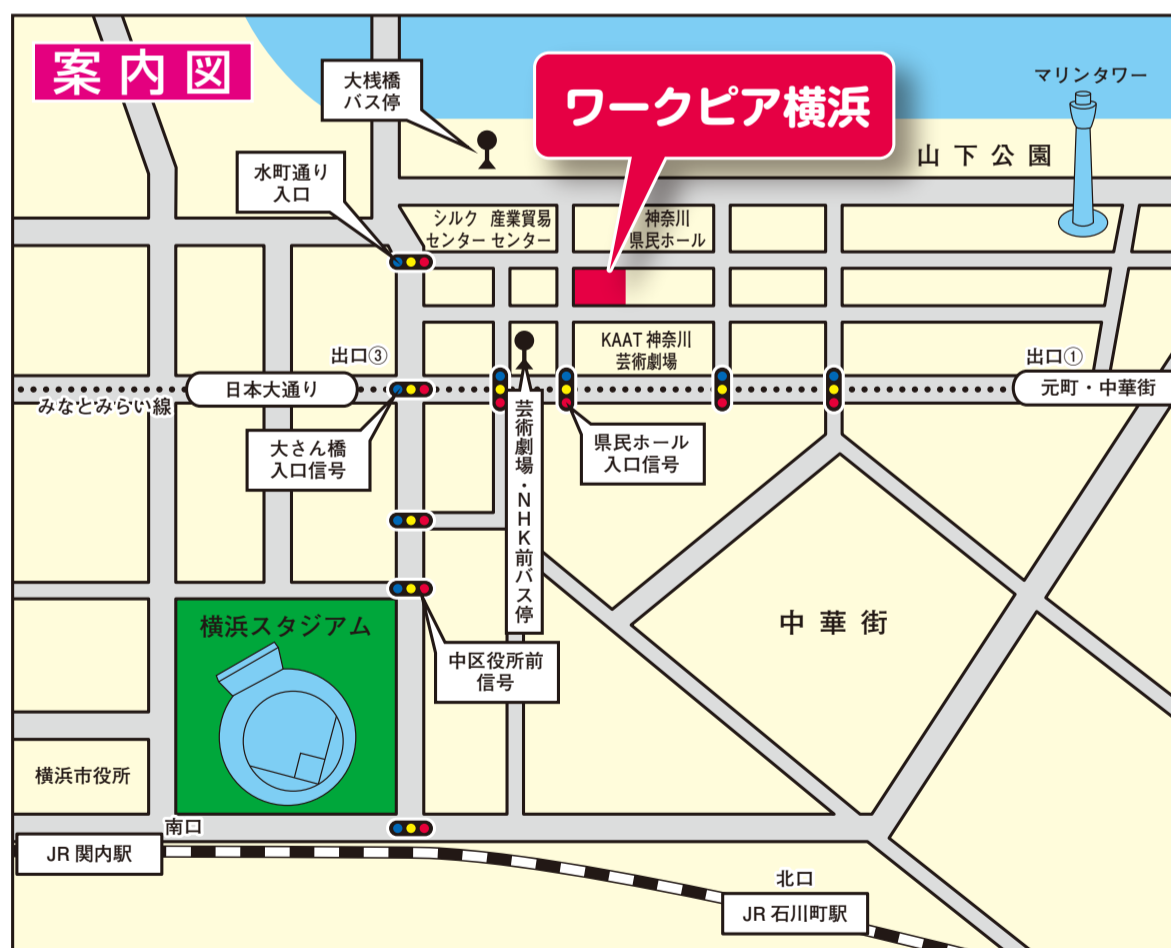 案内図
大桟橋
バス停
ワークピア横浜
マリンタワー
山下公園
水町通り
入口
シルク
センター
産業貿易
センター
神奈川
県民ホール
KAAT 神奈川
芸術劇場
出口③
出口①
日本大通り
元町・中華街
みなとみらい線
大さん橋
入口信号
芸術劇場・NHK前バス停
県民ホール
入口信号
横浜スタジアム
中華街
中区役所前
信号
横浜市役所
南口
JR 関内駅
北口
JR 石川町駅